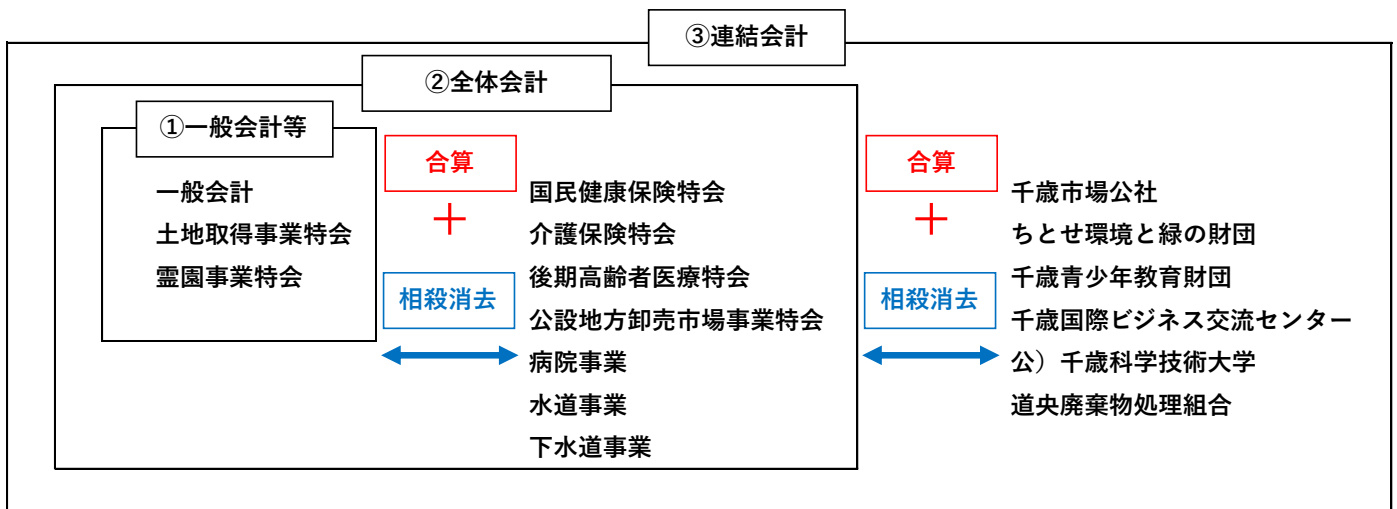 ③連結会計
②全体会計
①一般会計等
一般会計
土地取得事業特会
霊園事業特会
合算
＋
相殺消去
国民健康保険特会
介護保険特会
後期高齢者医療特会
公設地方卸売市場事業特会
病院事業
水道事業
下水道事業
合算
＋
相殺消去
千歳市場公社
ちとせ環境と緑の財団
千歳青少年教育財団
千歳国際ビジネス交流センター
公）千歳科学技術大学
道央廃棄物処理組合